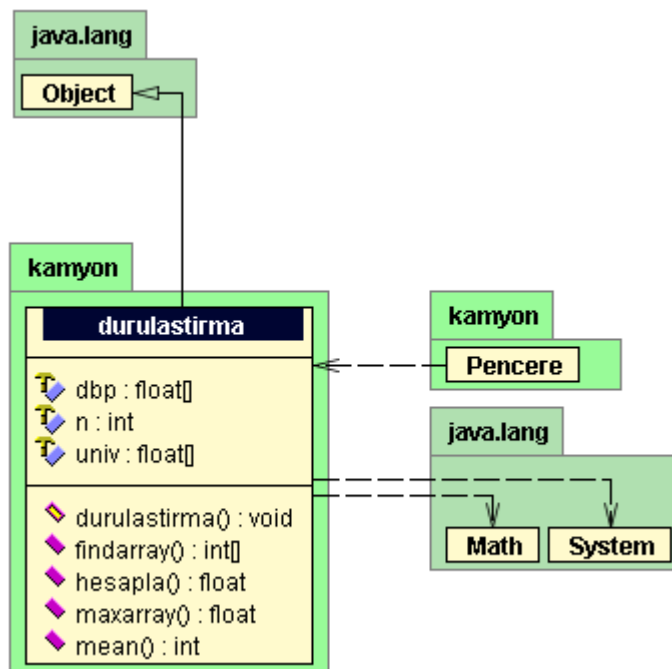 java.lang
Object
kamyon
durulastirma
dbp : float[]
n : int
univ : float[]
durulastirma() : void
findarray() : int[]
hesapla() : float
maxarray() : float
mean() : int
kamyon
Pencere
java.lang
Math
System